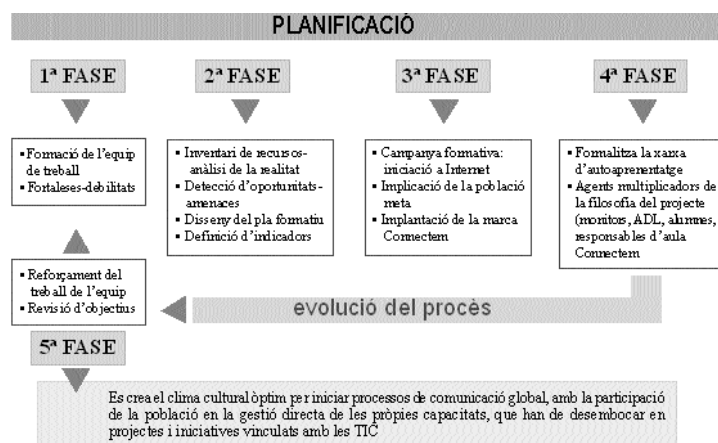 PLANIFICACIÓ
1ª FASE
2ª FASE
3ª FASE
4ª FASE
▪ Formació de l'equip
de treball
▪ Fortaleses-debilitats
▪ Inventari de recursos-
anàlisi de la realitat
▪ Detecció d'oportunitats-
amenaces
▪ Disseny del pla formatiu
▪ Definició d'indicadors
▪ Campanya formativa:
iniciació a Internet
▪ Implicació de la població
meta
▪ Implantació de la marca
Connectem
▪ Formalitza la xarxa
d'autoaprenentatge
▪ Agents multiplicadors de
la filosofia del projecte
(monitors, ADL, alumnes,
responsables d'aula
Connectem
▪ Reforçament del
treball de l'equip
▪ Revisió d'objectius
evolució del procès
5ª FASE
Es crea el clima cultural òptim per iniciar processos de comunicació global, amb la participació
de la població en la gestió directa de les pròpies capacitats, que han de desembocar en
projectes i iniciatives vinculats amb les TIC